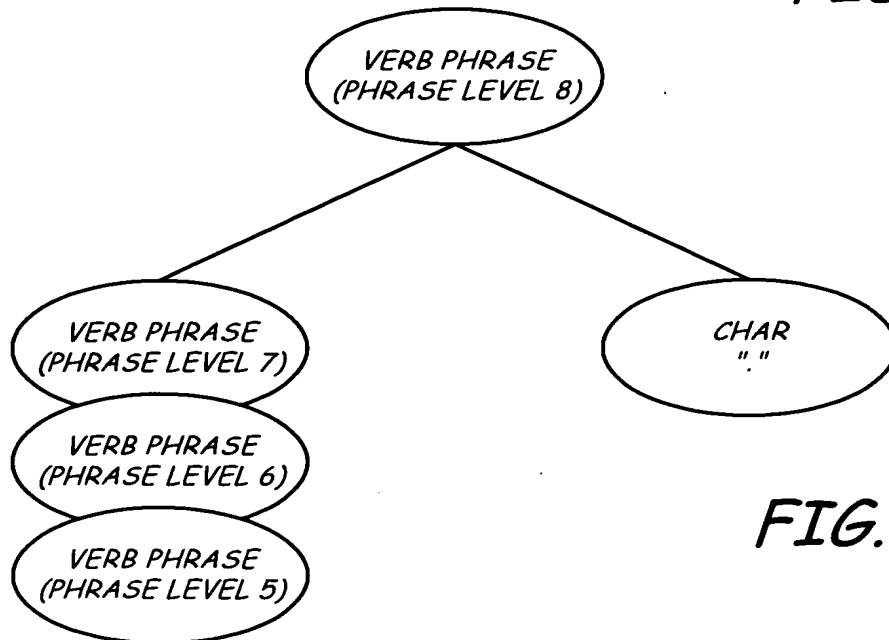 VERB PHRASE
(PHRASE LEVEL 8)
VERB PHRASE
(PHRASE LEVEL 7)
CHAR
"."
VERB PHRASE
(PHRASE LEVEL 6)
FIG.
VERB PHRASE
(PHRASE LEVEL 5)